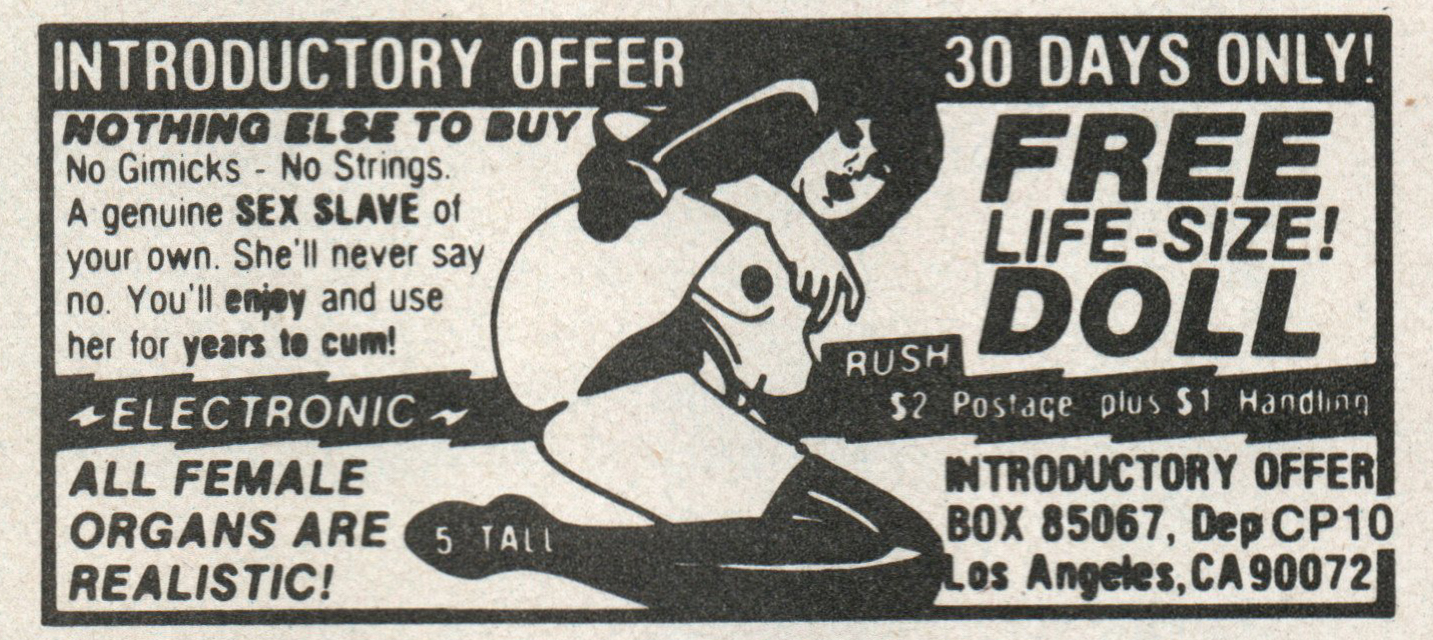 INTRODUCTORY OFFER
30 DAYS ONLY!
NOTHING ELSE TO BUY
No Gimicks - No Strings.
A genuine SEX SLAVE of
your own. She'll never say
no. You'll enjoy and use
her for years to cum!
FREE
LIFE-SIZE!
DOLL
RUSH
$2 Postage plus $1 Handling
ELECTRONIC
ALL FEMALE
ORGANS ARE
REALISTIC!
5 TALL
INTRODUCTORY OFFER
BOX 85067, Dep CP10
Los Angeles, CA 90072